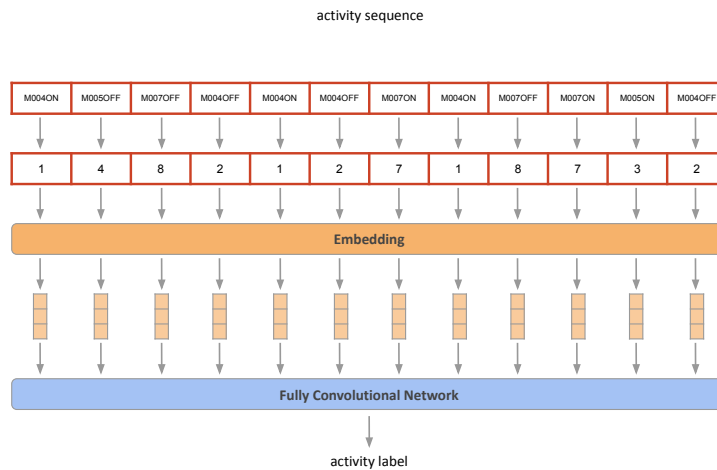 activity sequence
M004ON M005OFF M007OFF M004OFF M004ON M004OFF M007ON M004ON M007OFF M007ON M005ON M004OFF
1 4 8 2 1 2 7 1 8 7 3 2
Embedding
Fully Convolutional Network
activity label